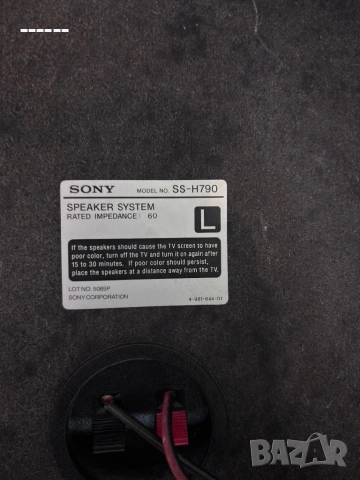 SONY MODEL NO. SS-H790
SPEAKER SYSTEM
RATED IMPEDANCE: 6Ω
L
If the speakers should cause the TV screen to have
poor color, turn off the TV and turn it on again after
15 to 30 minutes. If poor color should persist,
place the speakers at a distance away from the TV.
LOT NO. 5085P
SONY CORPORATION 4-981-644-01
BAZAR
bg